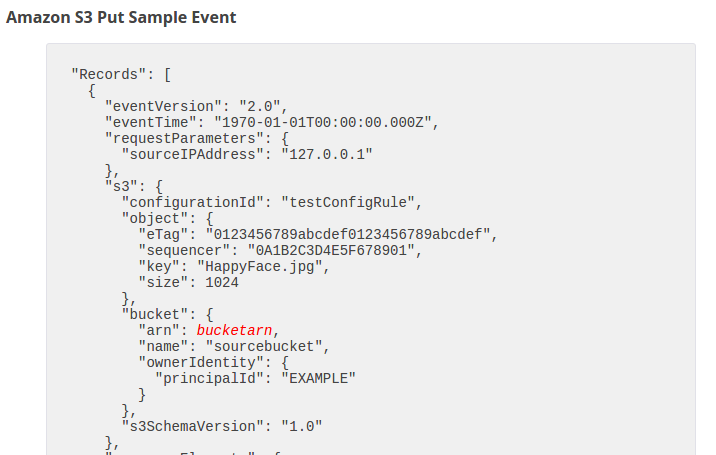 Amazon S3 Put Sample Event
"Records": [
{
"eventVersion": "2.0",
"eventTime": "1970-01-01T00:00:00.000Z",
"requestParameters": {
"sourceIPAddress": "127.0.0.1"
},
"s3": {
"configurationId": "testConfigRule",
"object": {
"eTag": "0123456789abcdef0123456789abcdef",
"sequencer": "0A1B2C3D4E5F678901",
"key": "HappyFace.jpg",
"size": 1024
},
"bucket": {
"arn": bucketarn,
"name": "sourcebucket",
"ownerIdentity": {
"principalId": "EXAMPLE"
}
},
"s3SchemaVersion": "1.0"
},